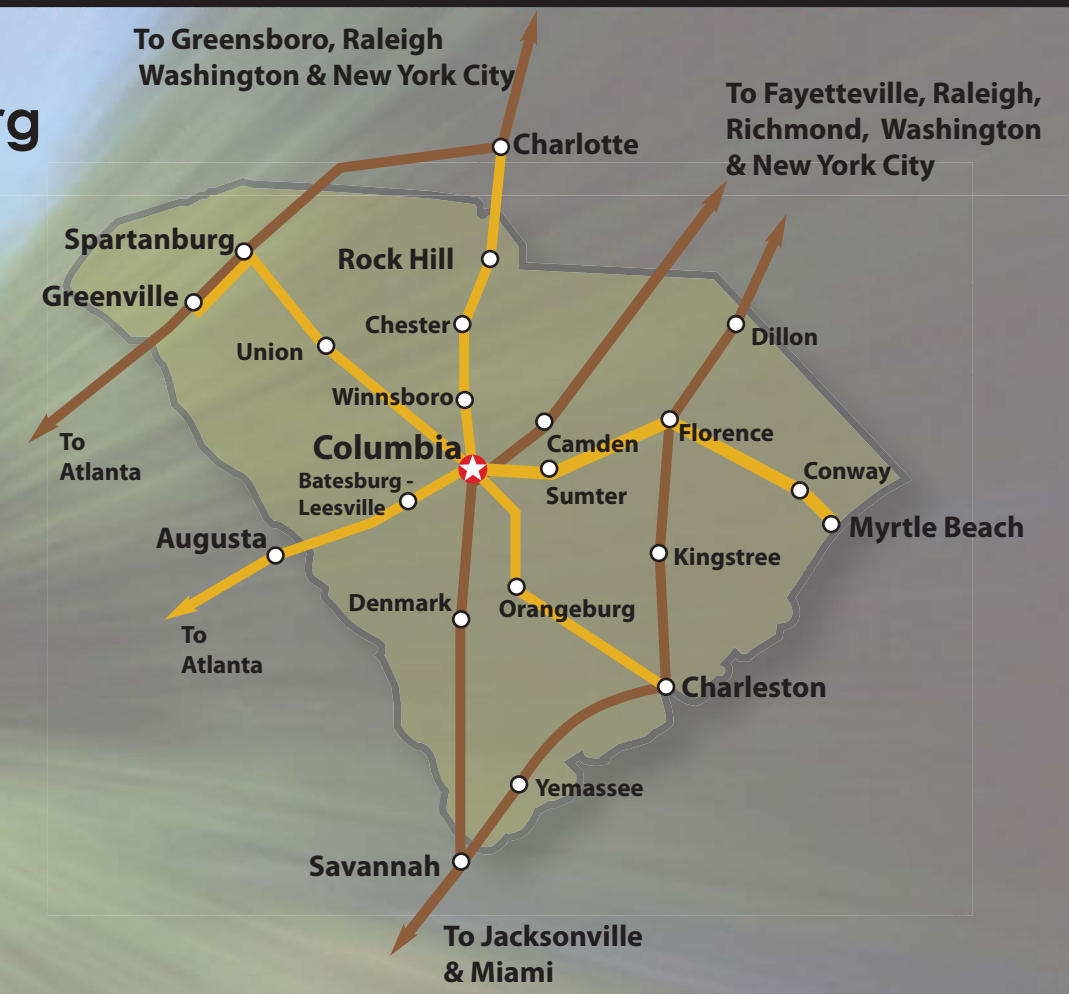 To Greensboro, Raleigh
Washington & New York City
To Fayetteville, Raleigh,
Richmond, Washington
& New York City
rg
Charlotte
Spartanburg
Rock Hill
Greenville
Chester
Dillon
Union
Winnsboro
Columbia
Camden
Florence
To
Atlanta
Batesburg -
Leesville
Sumter
Conway
Myrtle Beach
Augusta
Kingstree
Denmark
Orangeburg
To
Atlanta
Charleston
Yemassee
Savannah
To Jacksonville
& Miami